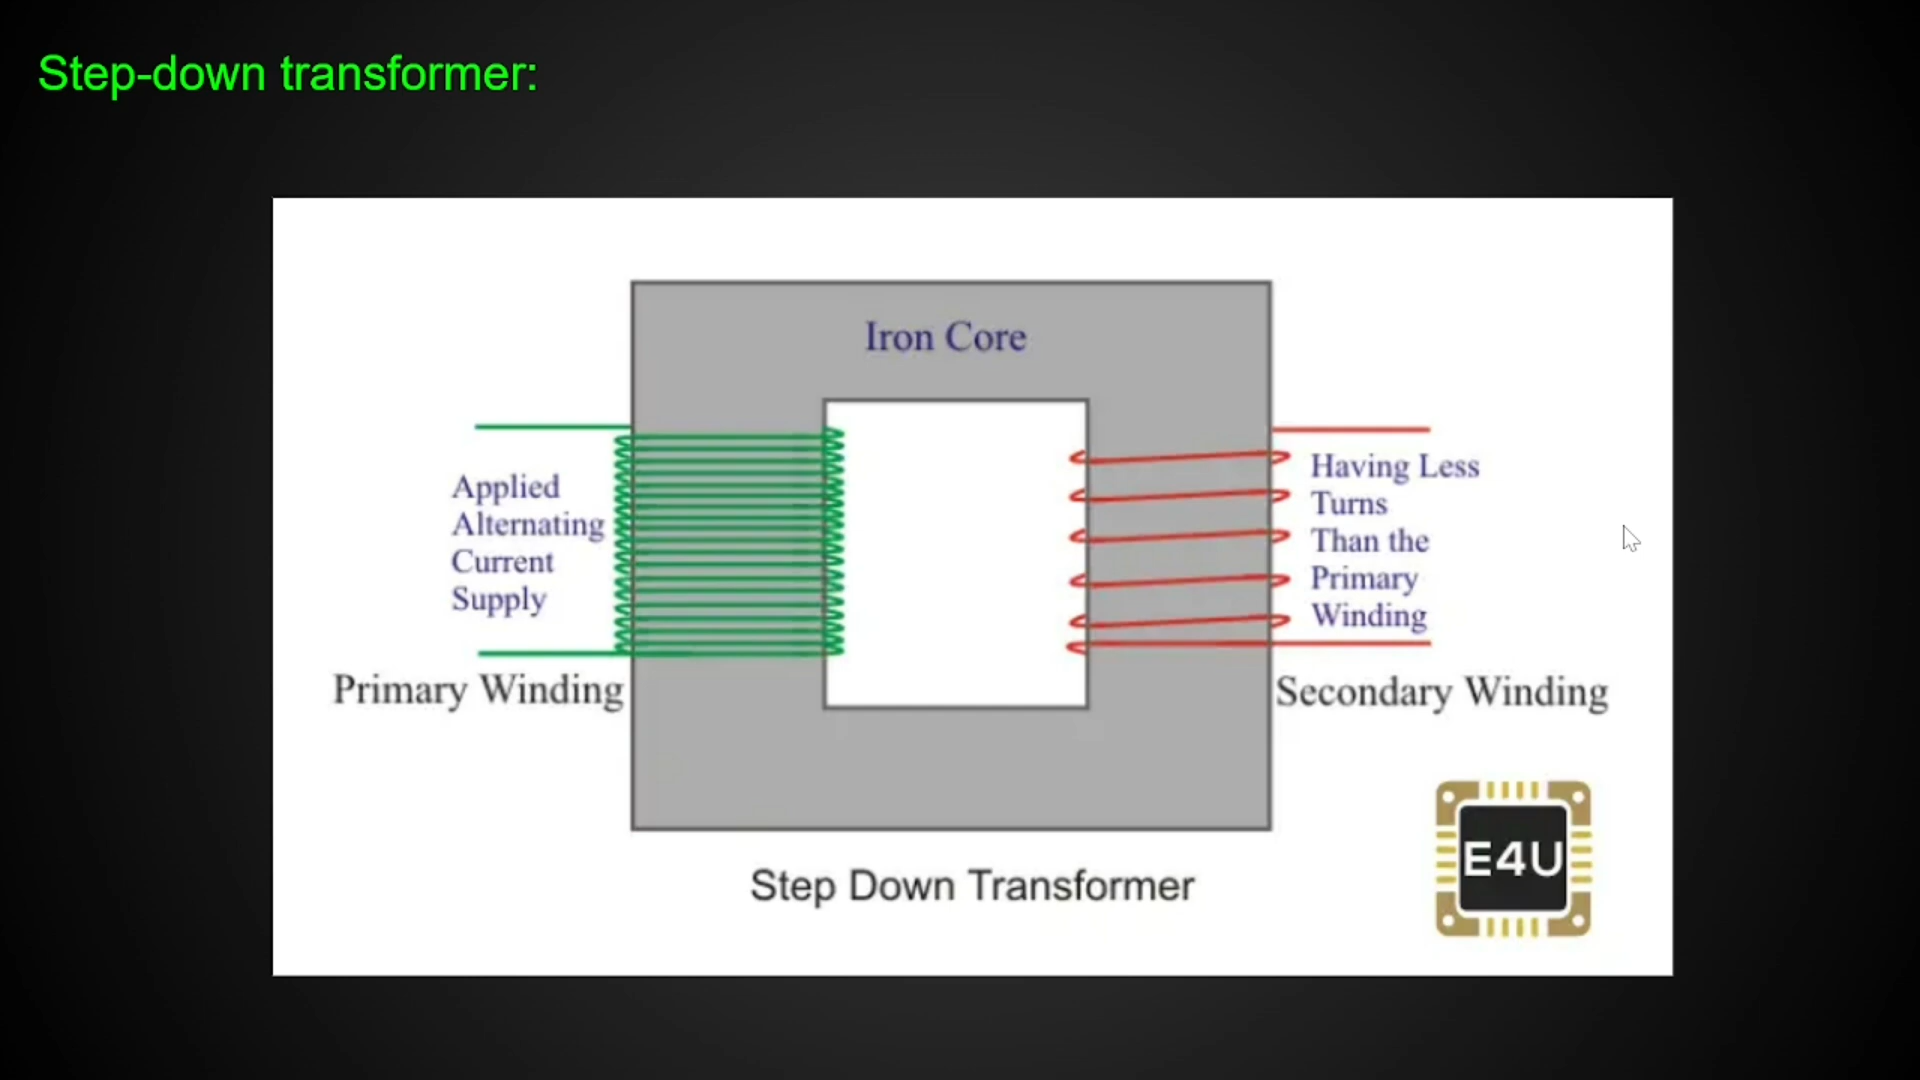 Step-down transformer:
Iron Core
Applied
Alternating
Current
Supply
Having Less
Turns
Than the
Primary
Winding
Primary Winding
Secondary Winding
Step Down Transformer
E4U